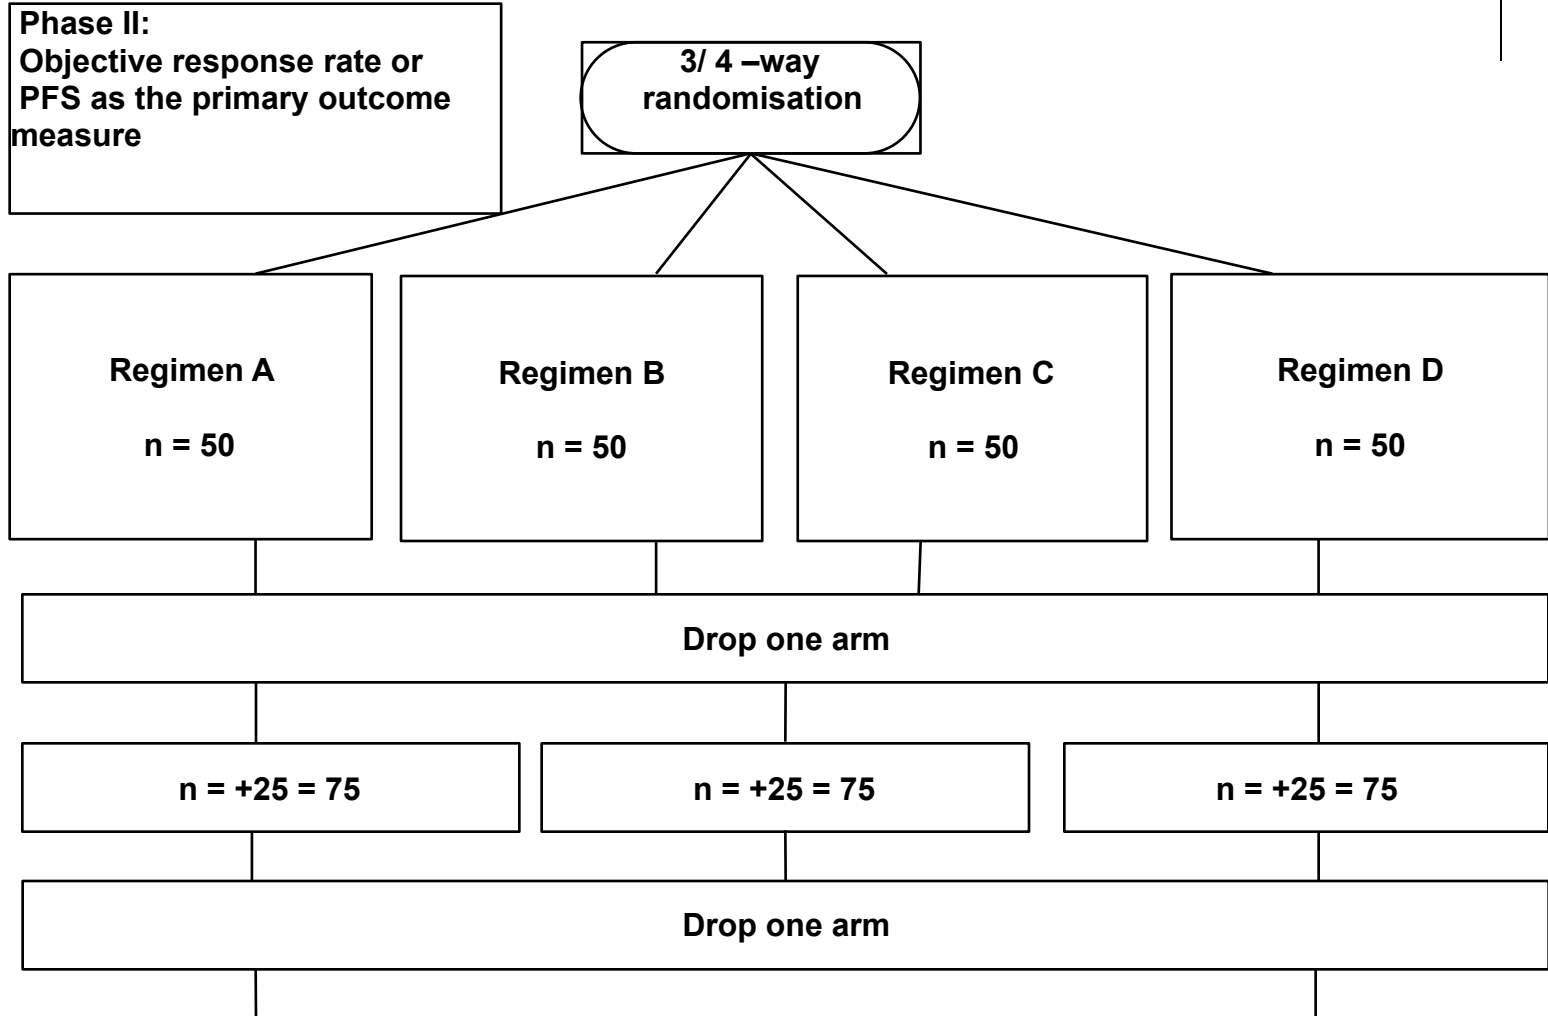 Phase II:
Objective response rate or
PFS as the primary outcome
measure
3/ 4 –way
randomisation
Regimen A
n = 50
Regimen B
n = 50
Regimen C
n = 50
Regimen D
n = 50
Drop one arm
n = +25 = 75
n = +25 = 75
n = +25 = 75
Drop one arm